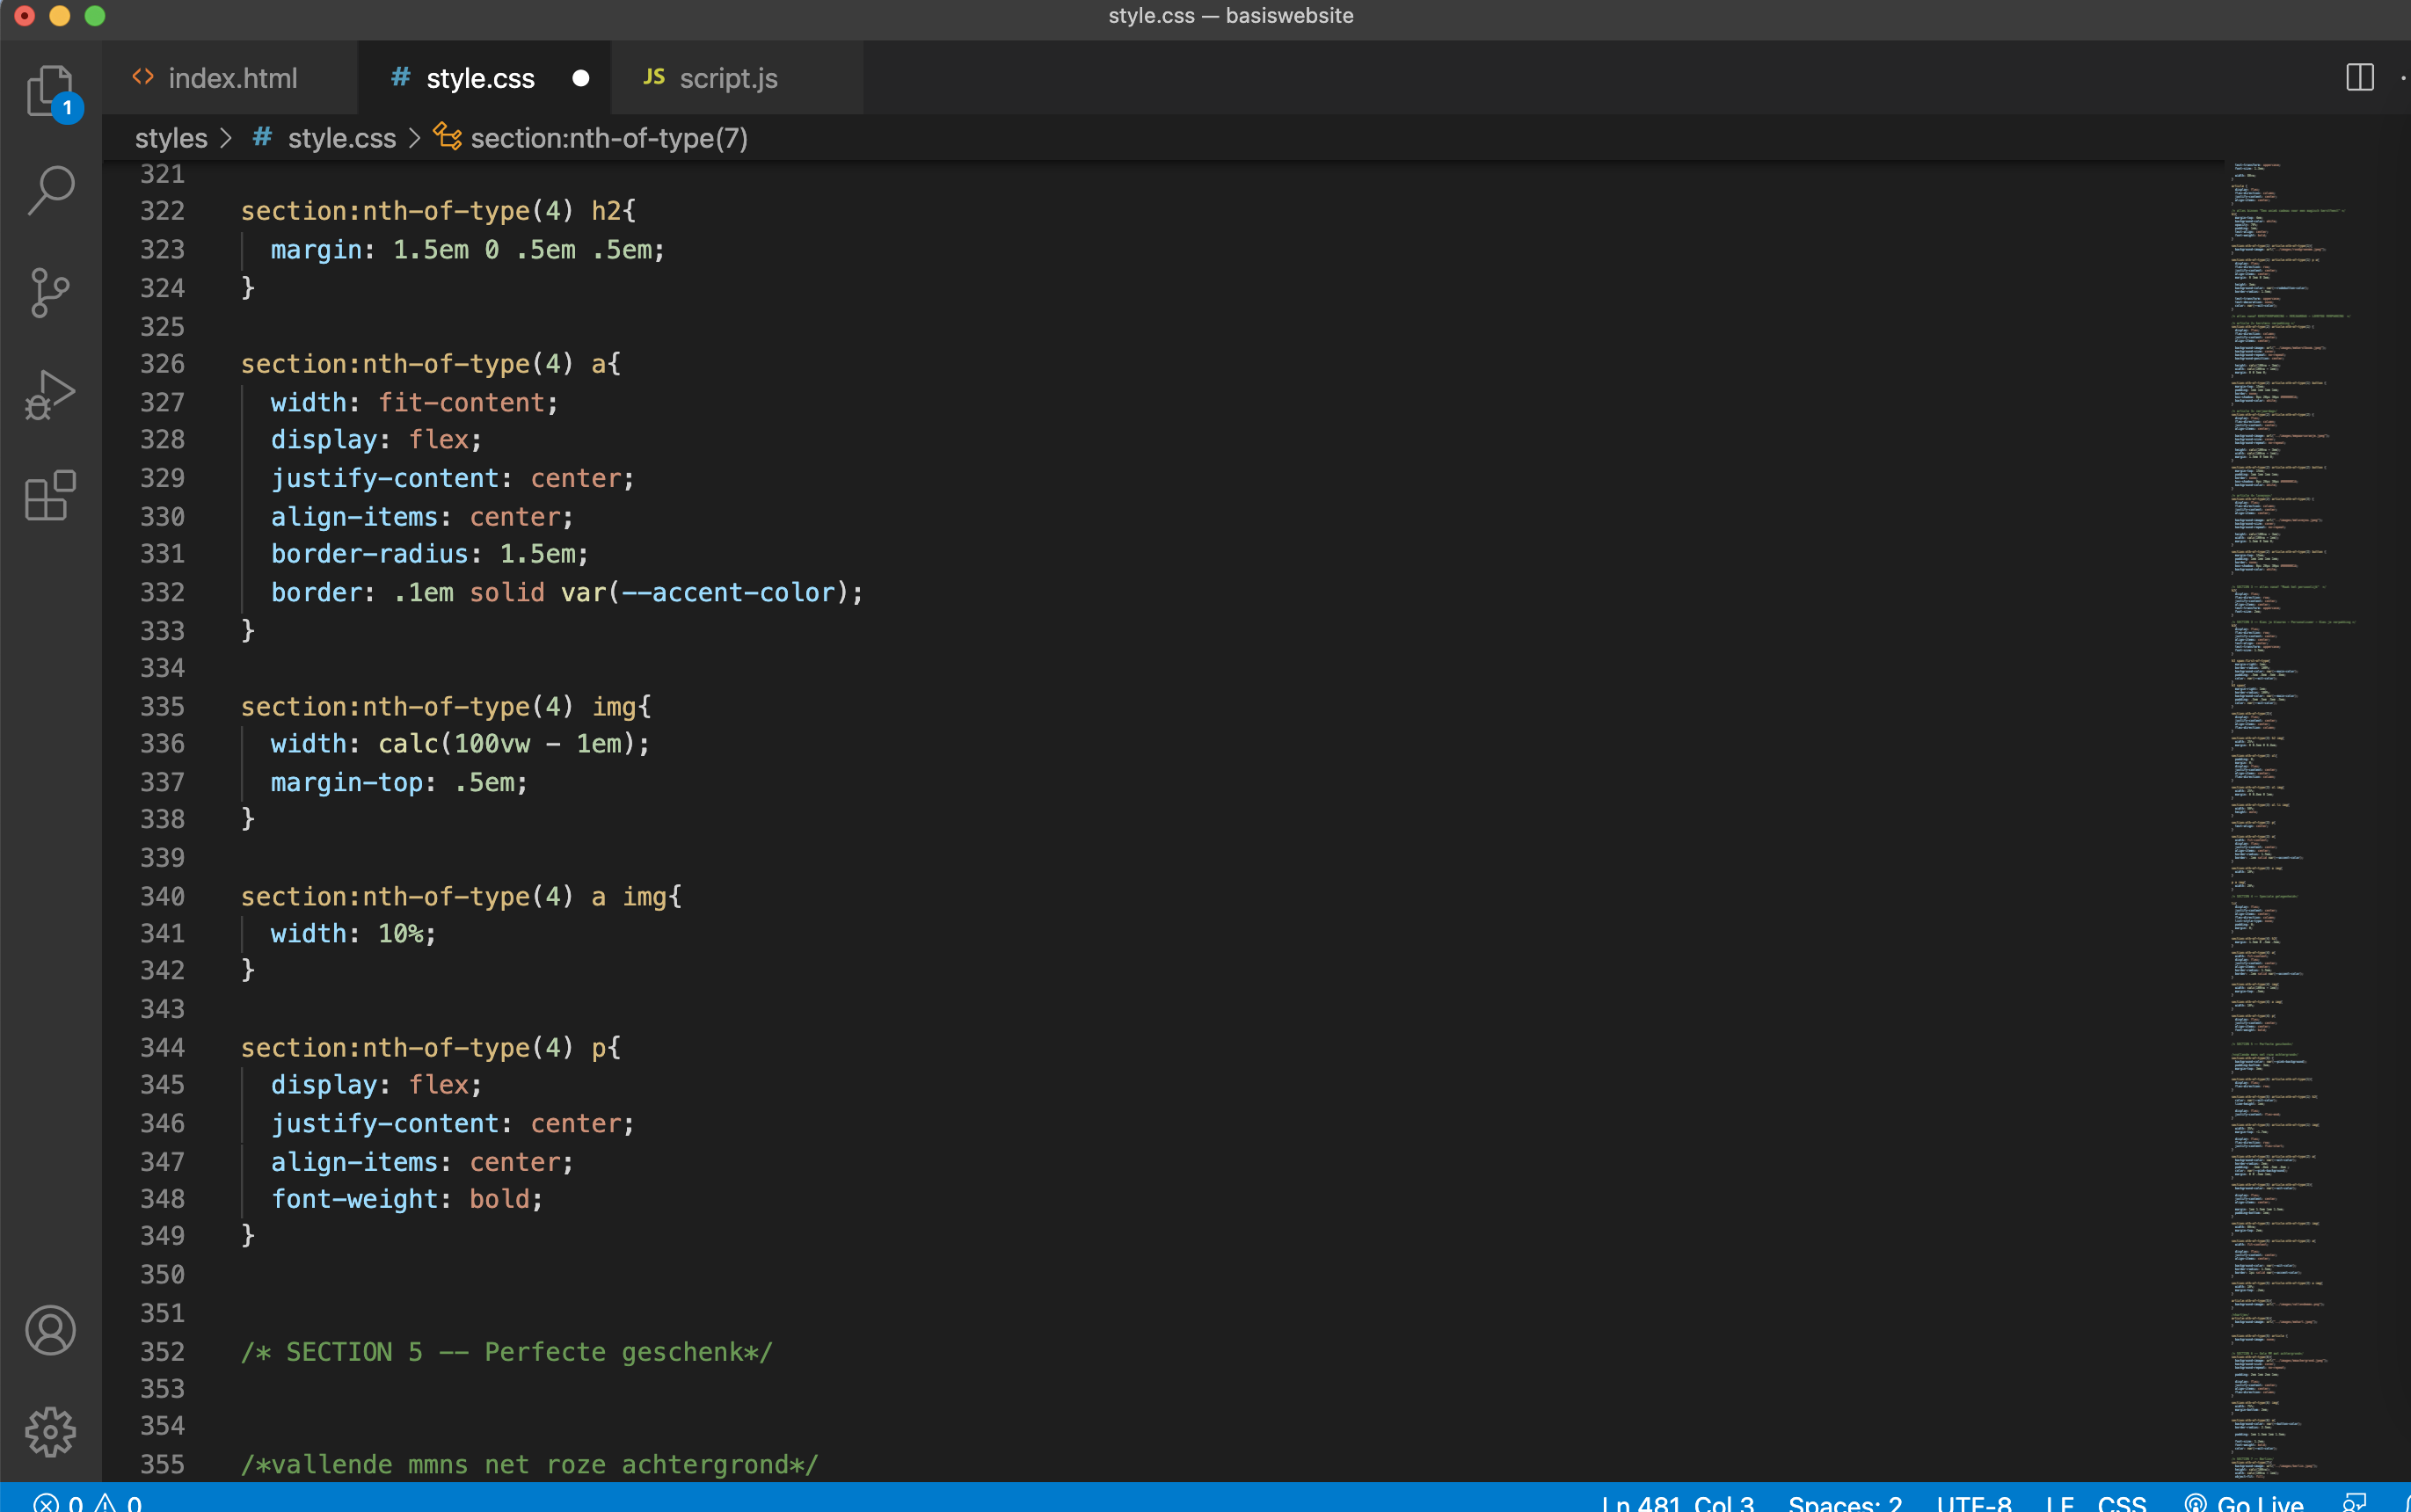 style.css — basiswebsite
<> index.html # style.css JS script.js
1
styles > # style.css > section:nth-of-type(7)
321
322 section:nth-of-type(4) h2{
323 margin: 1.5em 0 .5em .5em;
324 }
325
326 section:nth-of-type(4) a{
327 width: fit-content;
328 display: flex;
329 justify-content: center;
330 align-items: center;
331 border-radius: 1.5em;
332 border: .1em solid var(--accent-color);
333 }
334
335 section:nth-of-type(4) img{
336 width: calc(100vw - 1em);
337 margin-top: .5em;
338 }
339
340 section:nth-of-type(4) a img{
341 width: 10%;
342 }
343
344 section:nth-of-type(4) p{
345 display: flex;
346 justify-content: center;
347 align-items: center;
348 font-weight: bold;
349 }
350
351
352 /* SECTION 5 -- Perfecte geschenk*/
353
354
355 /*vallende mmns net roze achtergrond*/
0 0 Ln 481, Col 3 Spaces: 2 UTF-8 LF CSS Go Live